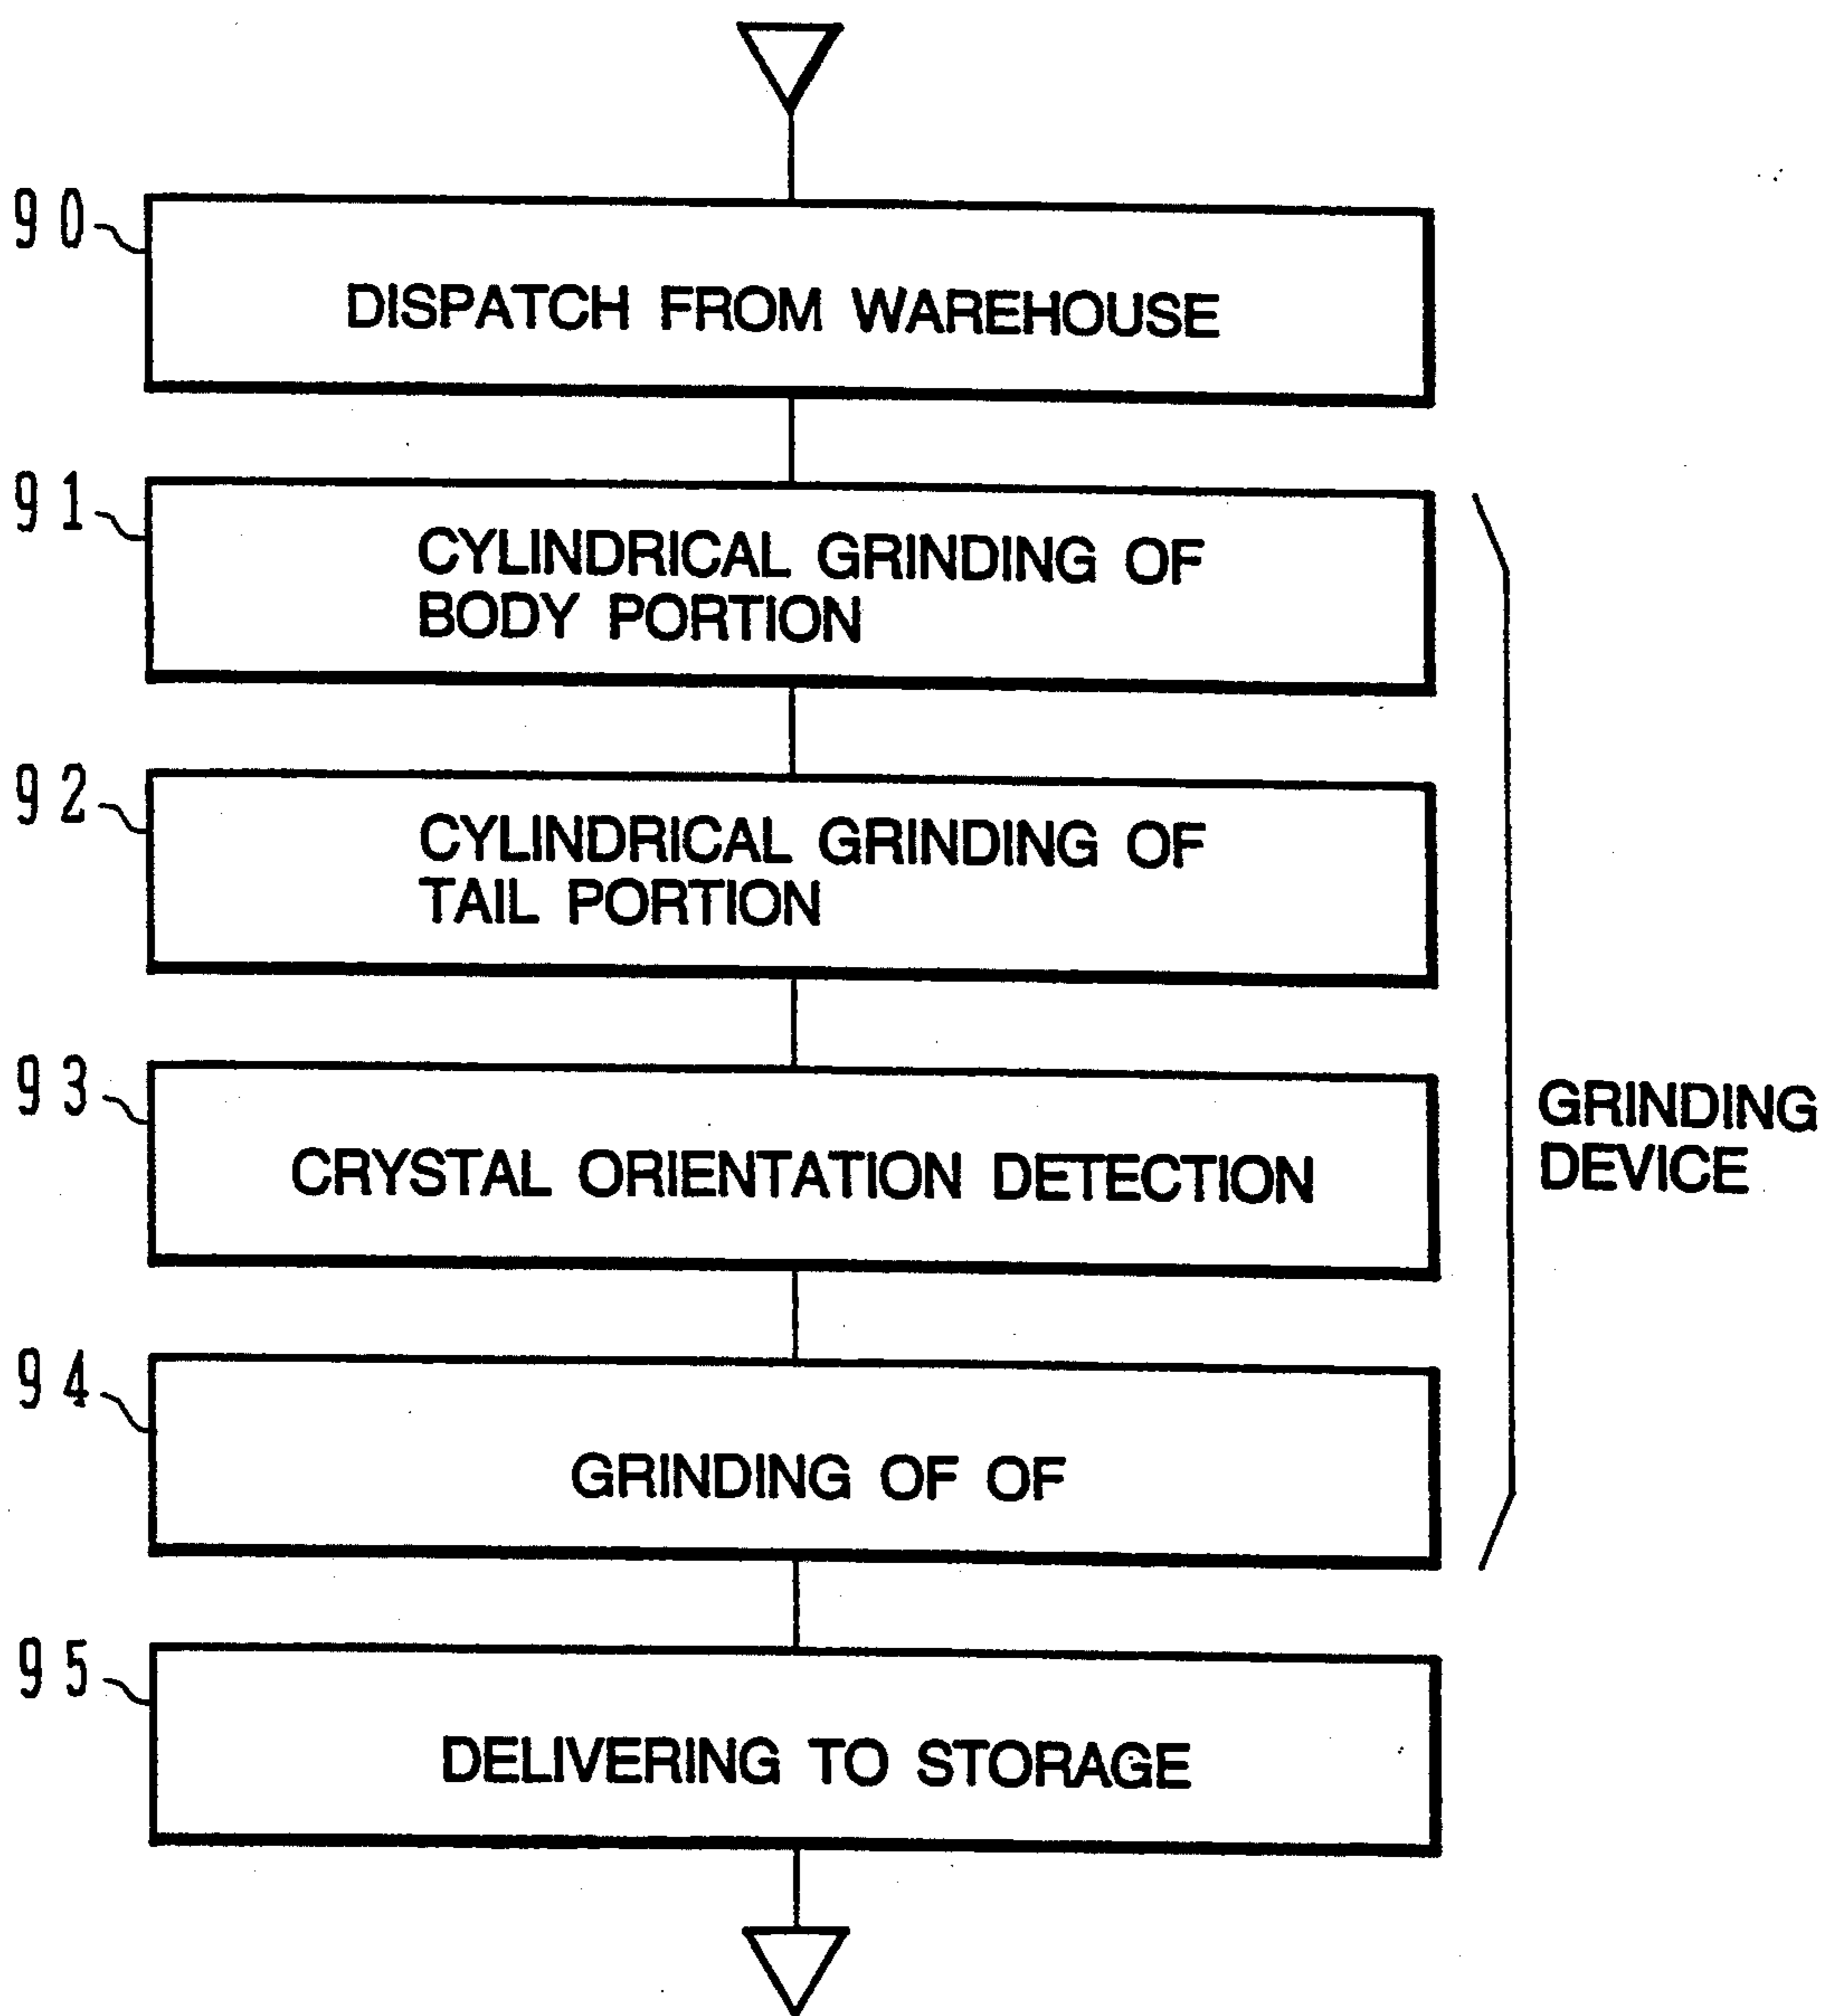 90
DISPATCH FROM WAREHOUSE
91
CYLINDRICAL GRINDING OF
BODY PORTION
92
CYLINDRICAL GRINDING OF
TAIL PORTION
93
CRYSTAL ORIENTATION DETECTION
GRINDING
DEVICE
94
GRINDING OF OF
95
DELIVERING TO STORAGE